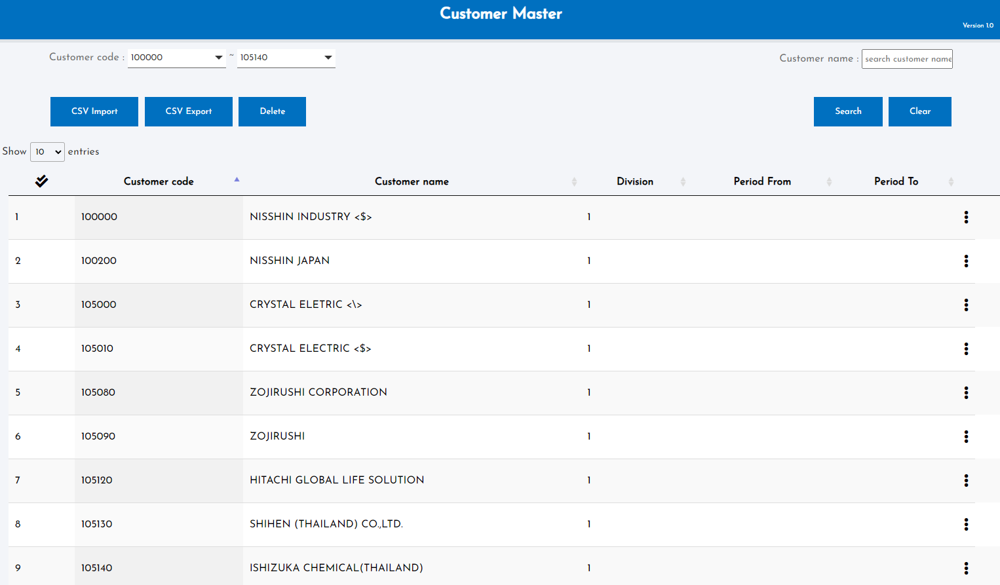 Customer Master
Version 1.0
Customer code : 100000 ~ 105140 Customer name : search customer name
CSV Import CSV Export Delete Search Clear
Show 10 entries
Customer code Customer name Division Period From Period To
1 100000 NISSHIN INDUSTRY <$> 1
2 100200 NISSHIN JAPAN 1
3 105000 CRYSTAL ELETRIC <\> 1
4 105010 CRYSTAL ELECTRIC <$> 1
5 105080 ZOJIRUSHI CORPORATION 1
6 105090 ZOJIRUSHI 1
7 105120 HITACHI GLOBAL LIFE SOLUTION 1
8 105130 SHIHEN (THAILAND) CO.,LTD. 1
9 105140 ISHIZUKA CHEMICAL(THAILAND) 1